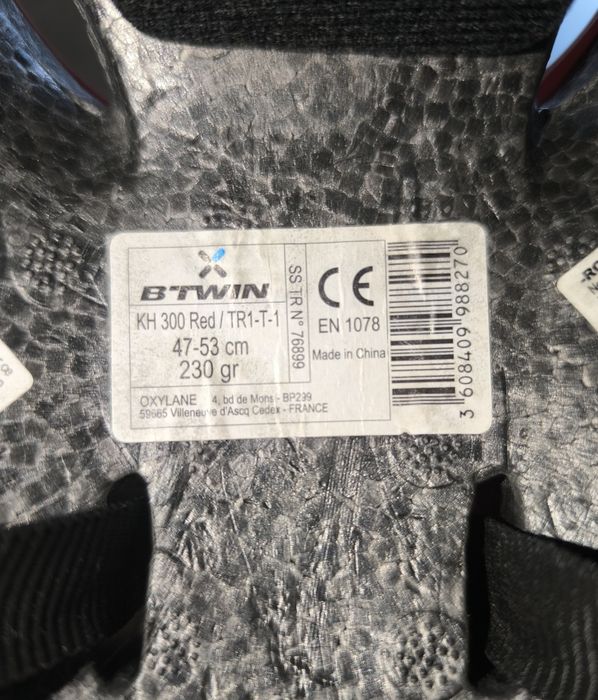 B'TWIN
KH 300 Red / TR1-T-1
47-53 cm
230 gr
SS TR N° 76899
CE
EN 1078
Made in China
OXYLANE 4, bd de Mons - BP299
59665 Villeneuve d'Ascq Cedex - FRANCE
3 608409 988270